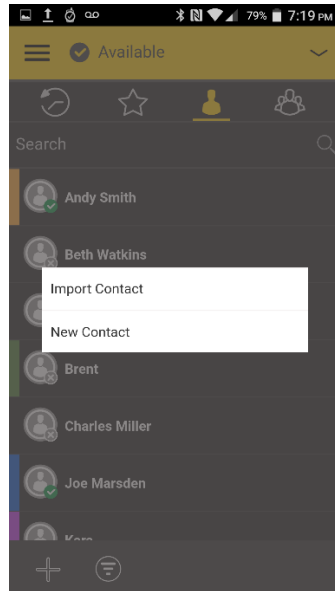 79% 7:19 PM
Available
Search
Andy Smith
Beth Watkins
Import Contact
New Contact
Brent
Charles Miller
Joe Marsden